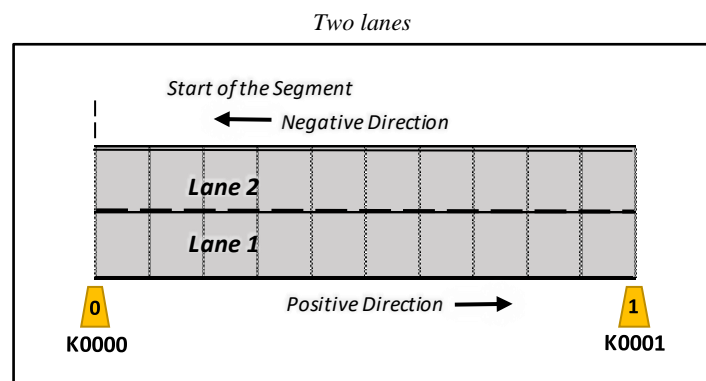 Two lanes
Start of the Segment
Negative Direction
Lane 2
Lane 1
Positive Direction
0
1
K0000
K0001